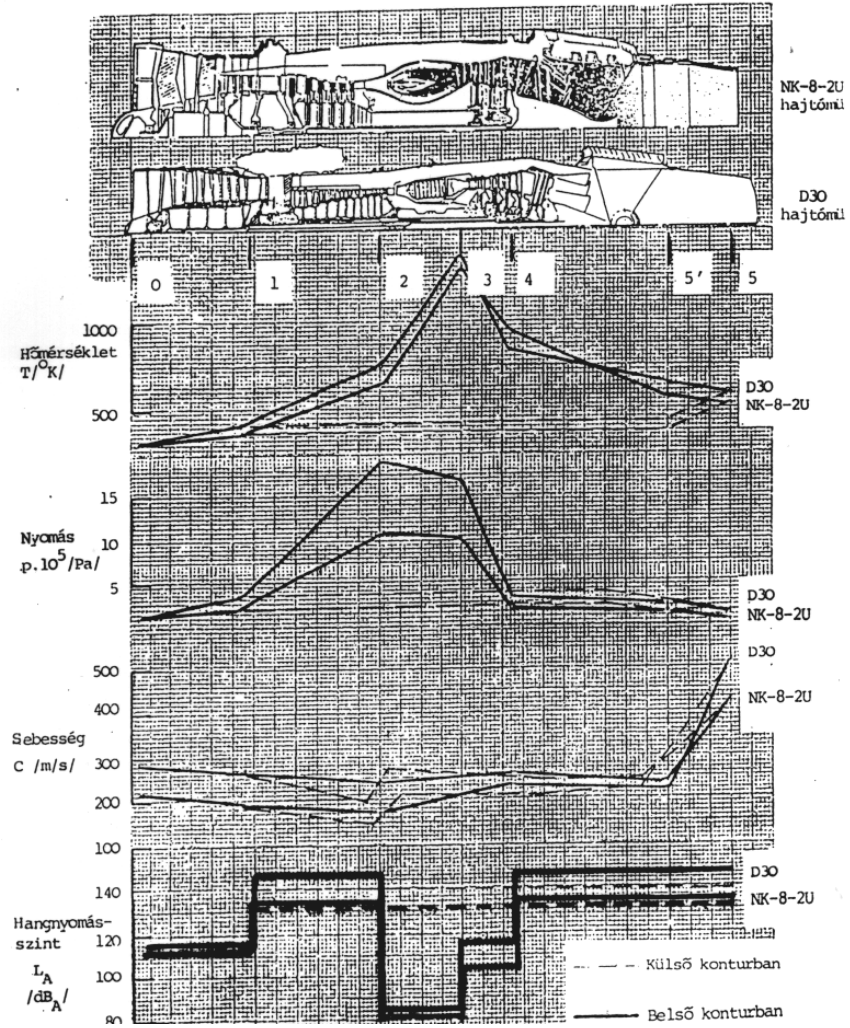 NK-8-2U
hajtómű
D30
hajtómű
0 1 2 3 4 5′ 5
1000
Hőmérséklet
T/°K/
500
D30
NK-8-2U
15
Nyomás
p.10⁵/Pa/
10
5
D30
NK-8-2U
500
400
Sebesség
C /m/s/
300
200
D30
NK-8-2U
100
140
Hangnyomás-
szint
L_A
/dB_A/
120
100
80
D30
NK-8-2U
Külső konturban
Belső konturban